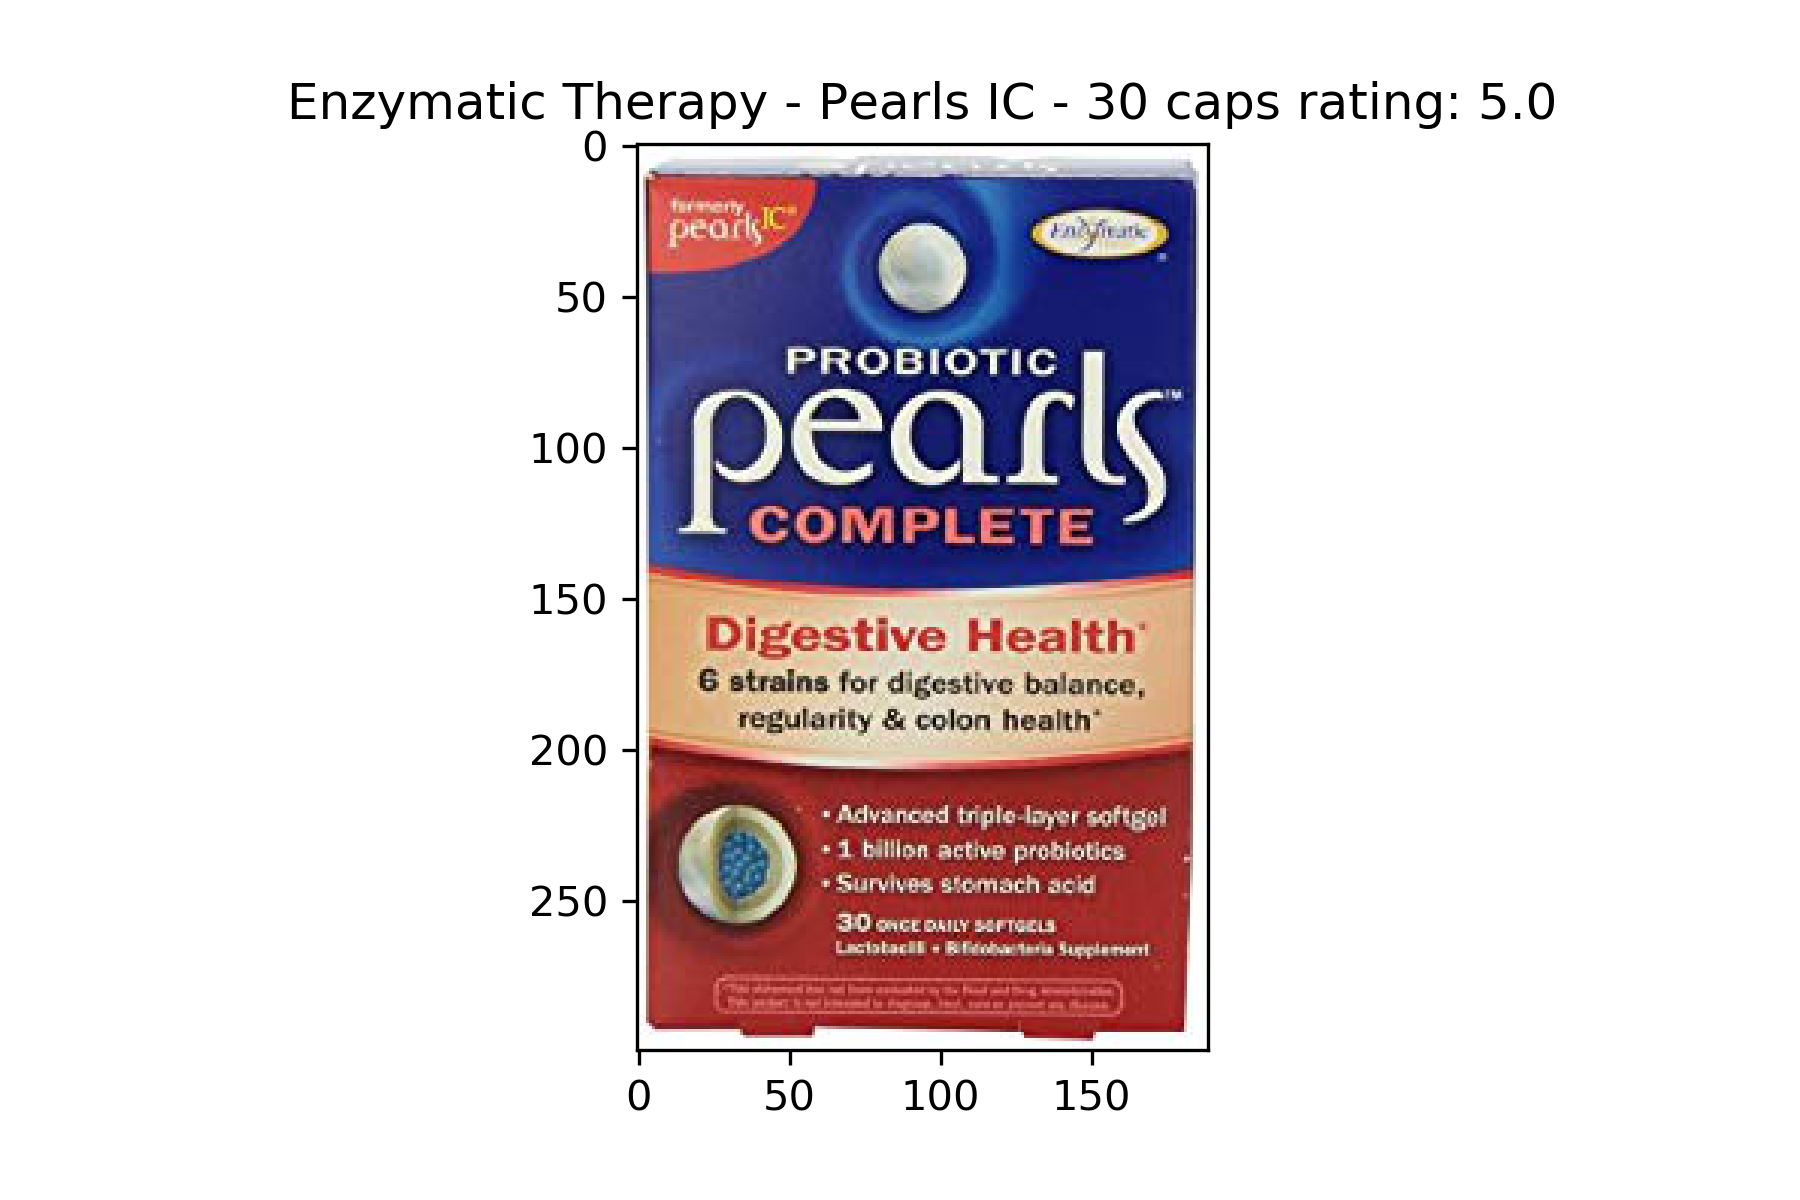 Enzymatic Therapy - Pearls IC - 30 caps rating: 5.0
0
50
100
150
200
250
0 50 100 150
formerly
pearls IC®
Enzymatic®
PROBIOTIC
pearls™
COMPLETE
Digestive Health*
6 strains for digestive balance,
regularity & colon health*
• Advanced triple-layer softgel
• 1 billion active probiotics
• Survives stomach acid
30 ONCE DAILY SOFTGELS
Lactobacilli • Bifidobacteria Supplement